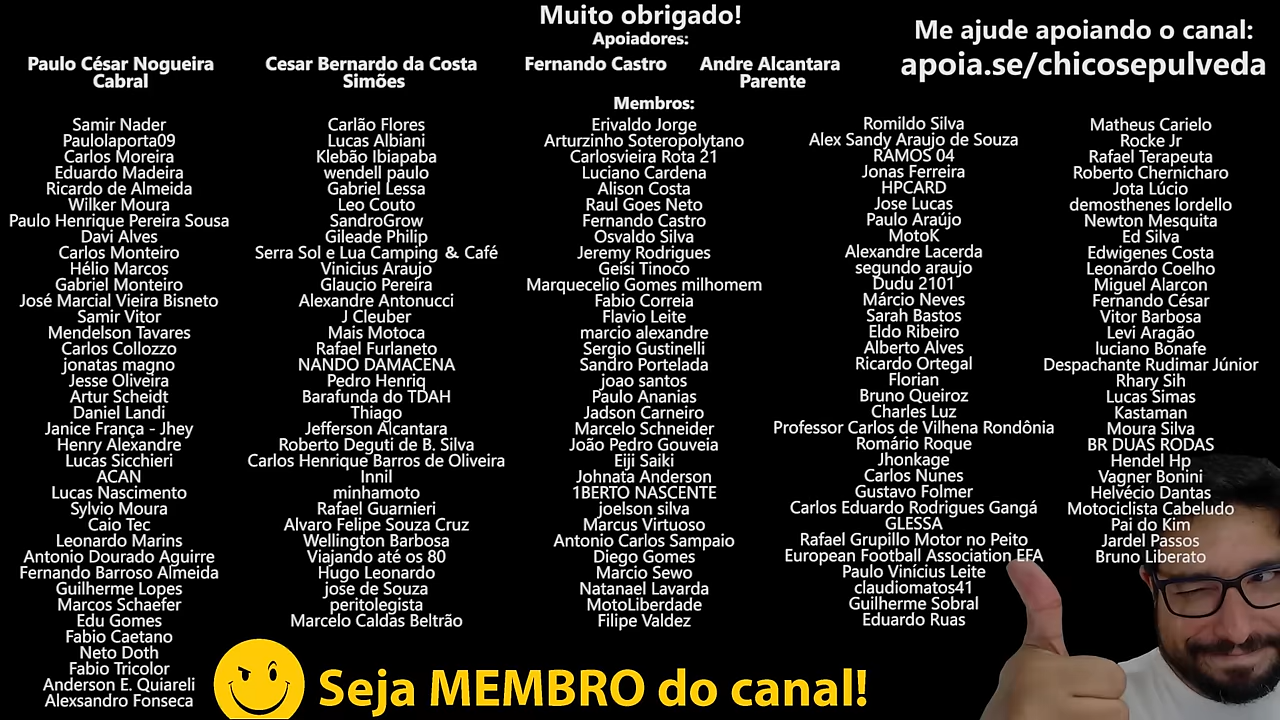 Muito obrigado!
Apoiadores:
Me ajude apoiando o canal:
apoia.se/chicosepulveda
Paulo César Nogueira
Cabral
Cesar Bernardo da Costa
Simões
Fernando Castro
Andre Alcantara
Parente
Membros:
Samir Nader
Paulolaporta09
Carlos Moreira
Eduardo Madeira
Ricardo de Almeida
Wilker Moura
Paulo Henrique Pereira Sousa
Davi Alves
Carlos Monteiro
Hélio Marcos
Gabriel Monteiro
José Marcial Vieira Bisneto
Samir Vitor
Mendelson Tavares
Carlos Collozzo
jonatas magno
Jesse Oliveira
Artur Scheidt
Daniel Landi
Janice França - Jhey
Henry Alexandre
Lucas Sicchieri
ACAN
Lucas Nascimento
Sylvio Moura
Caio Tec
Leonardo Marins
Antonio Dourado Aguirre
Fernando Barroso Almeida
Guilherme Lopes
Marcos Schaefer
Edu Gomes
Fabio Caetano
Neto Doth
Fabio Tricolor
Anderson E. Quiareli
Alexsandro Fonseca
Carlão Flores
Lucas Albiani
Klebão Ibiapaba
wendell paulo
Gabriel Lessa
Leo Couto
SandroGrow
Gileade Philip
Serra Sol e Lua Camping & Café
Vinicius Araujo
Glaucio Pereira
Alexandre Antonucci
J Cleuber
Mais Motoca
Rafael Furlaneto
NANDO DAMACENA
Pedro Henriq
Barafunda do TDAH
Thiago
Jefferson Alcantara
Roberto Deguti de B. Silva
Carlos Henrique Barros de Oliveira
Innil
minhamoto
Rafael Guarnieri
Alvaro Felipe Souza Cruz
Wellington Barbosa
Viajando até os 80
Hugo Leonardo
jose de Souza
peritolegista
Marcelo Caldas Beltrão
Erivaldo Jorge
Arturzinho Soteropolytano
Carlosvieira Rota 21
Luciano Cardena
Alison Costa
Raul Goes Neto
Fernando Castro
Osvaldo Silva
Jeremy Rodrigues
Geisi Tinoco
Marquecelio Gomes milhomem
Fabio Correia
Flavio Leite
marcio alexandre
Sergio Gustinelli
Sandro Portelada
joao santos
Paulo Ananias
Jadson Carneiro
Marcelo Schneider
João Pedro Gouveia
Eiji Saiki
Johnata Anderson
1BERTO NASCENTE
joelson silva
Marcus Virtuoso
Antonio Carlos Sampaio
Diego Gomes
Marcio Sewo
Natanael Lavarda
MotoLiberdade
Filipe Valdez
Romildo Silva
Alex Sandy Araujo de Souza
RAMOS 04
Jonas Ferreira
HPCARD
Jose Lucas
Paulo Araújo
MotoK
Alexandre Lacerda
segundo araujo
Dudu 2101
Márcio Neves
Sarah Bastos
Eldo Ribeiro
Alberto Alves
Ricardo Ortegal
Florian
Bruno Queiroz
Charles Luz
Professor Carlos de Vilhena Rondônia
Romário Roque
Jhonkage
Carlos Nunes
Gustavo Folmer
Carlos Eduardo Rodrigues Gangá
GLESSA
Rafael Grupillo Motor no Peito
European Football Association EFA
Paulo Vinícius Leite
claudiomatos41
Guilherme Sobral
Eduardo Ruas
Matheus Carielo
Rocke Jr
Rafael Terapeuta
Roberto Chernicharo
Jota Lúcio
demosthenes lordello
Newton Mesquita
Ed Silva
Edwigenes Costa
Leonardo Coelho
Miguel Alarcon
Fernando César
Vitor Barbosa
Levi Aragão
luciano Bonafe
Despachante Rudimar Júnior
Rhary Sih
Lucas Simas
Kastaman
Moura Silva
BR DUAS RODAS
Hendel Hp
Vagner Bonini
Helvécio Dantas
Motociclista Cabeludo
Pai do Kim
Jardel Passos
Bruno Liberato
Seja MEMBRO do canal!